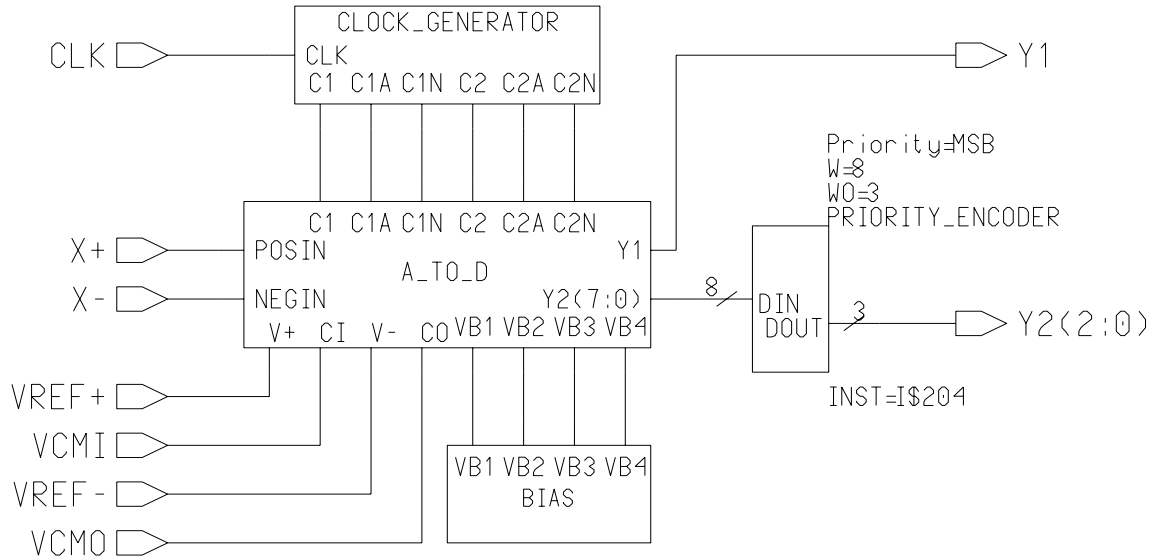 CLOCK_GENERATOR
CLK
CLK
Y1
C1 C1A C1N C2 C2A C2N
Priority=MSB
W=8
WO=3
PRIORITY_ENCODER
C1 C1A C1N C2 C2A C2N
X+
POSIN
Y1
A_TO_D
X-
NEGIN
Y2(7:0)
8
DIN
3
DOUT
Y2(2:0)
V+ CI V- CO VB1 VB2 VB3 VB4
VREF+
INST=I$204
VCMI
VB1 VB2 VB3 VB4
VREF-
BIAS
VCMO